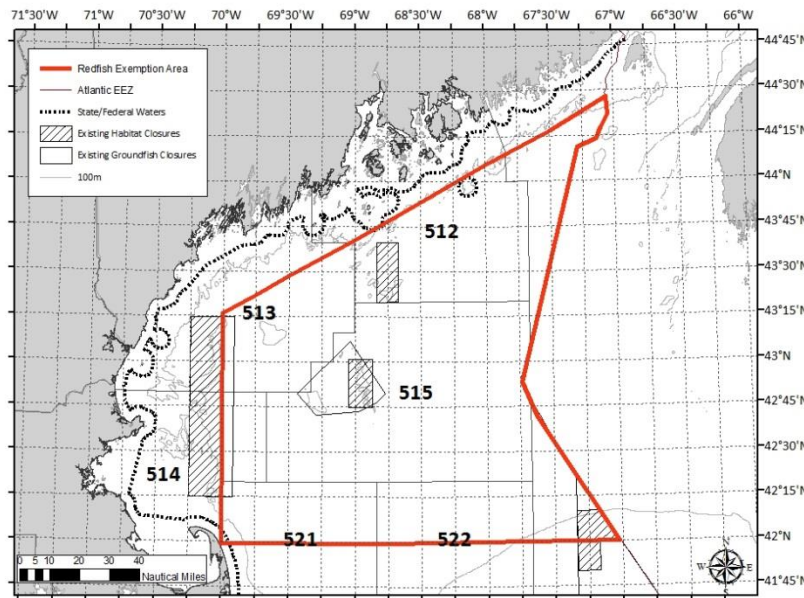 71°30'W 71°W 70°30'W 70°W 69°30'W 69°W 68°30'W 68°W 67°30'W 67°W 66°30'W 66°W
Redfish Exemption Area
Atlantic EEZ
State/Federal Waters
Existing Habitat Closures
Existing Groundfish Closures
100m
44°45'N
44°30'N
44°15'N
44°N
43°45'N
43°30'N
43°15'N
43°N
42°45'N
42°30'N
42°15'N
42°N
41°45'N
512
513
515
514
521
522
0 5 10 20 30 40
Nautical Miles
N
W
E
S